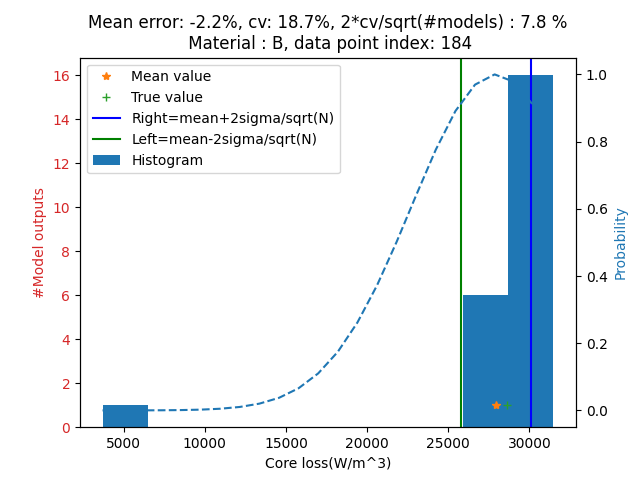 Mean error: -2.2%, cv: 18.7%, 2*cv/sqrt(#models) : 7.8 %
Material : B, data point index: 184
Mean value
True value
Right=mean+2sigma/sqrt(N)
Left=mean-2sigma/sqrt(N)
Histogram
#Model outputs
16
14
12
10
8
6
4
2
0
1.0
0.8
0.6
0.4
0.2
0.0
Probability
5000 10000 15000 20000 25000 30000
Core loss(W/m^3)